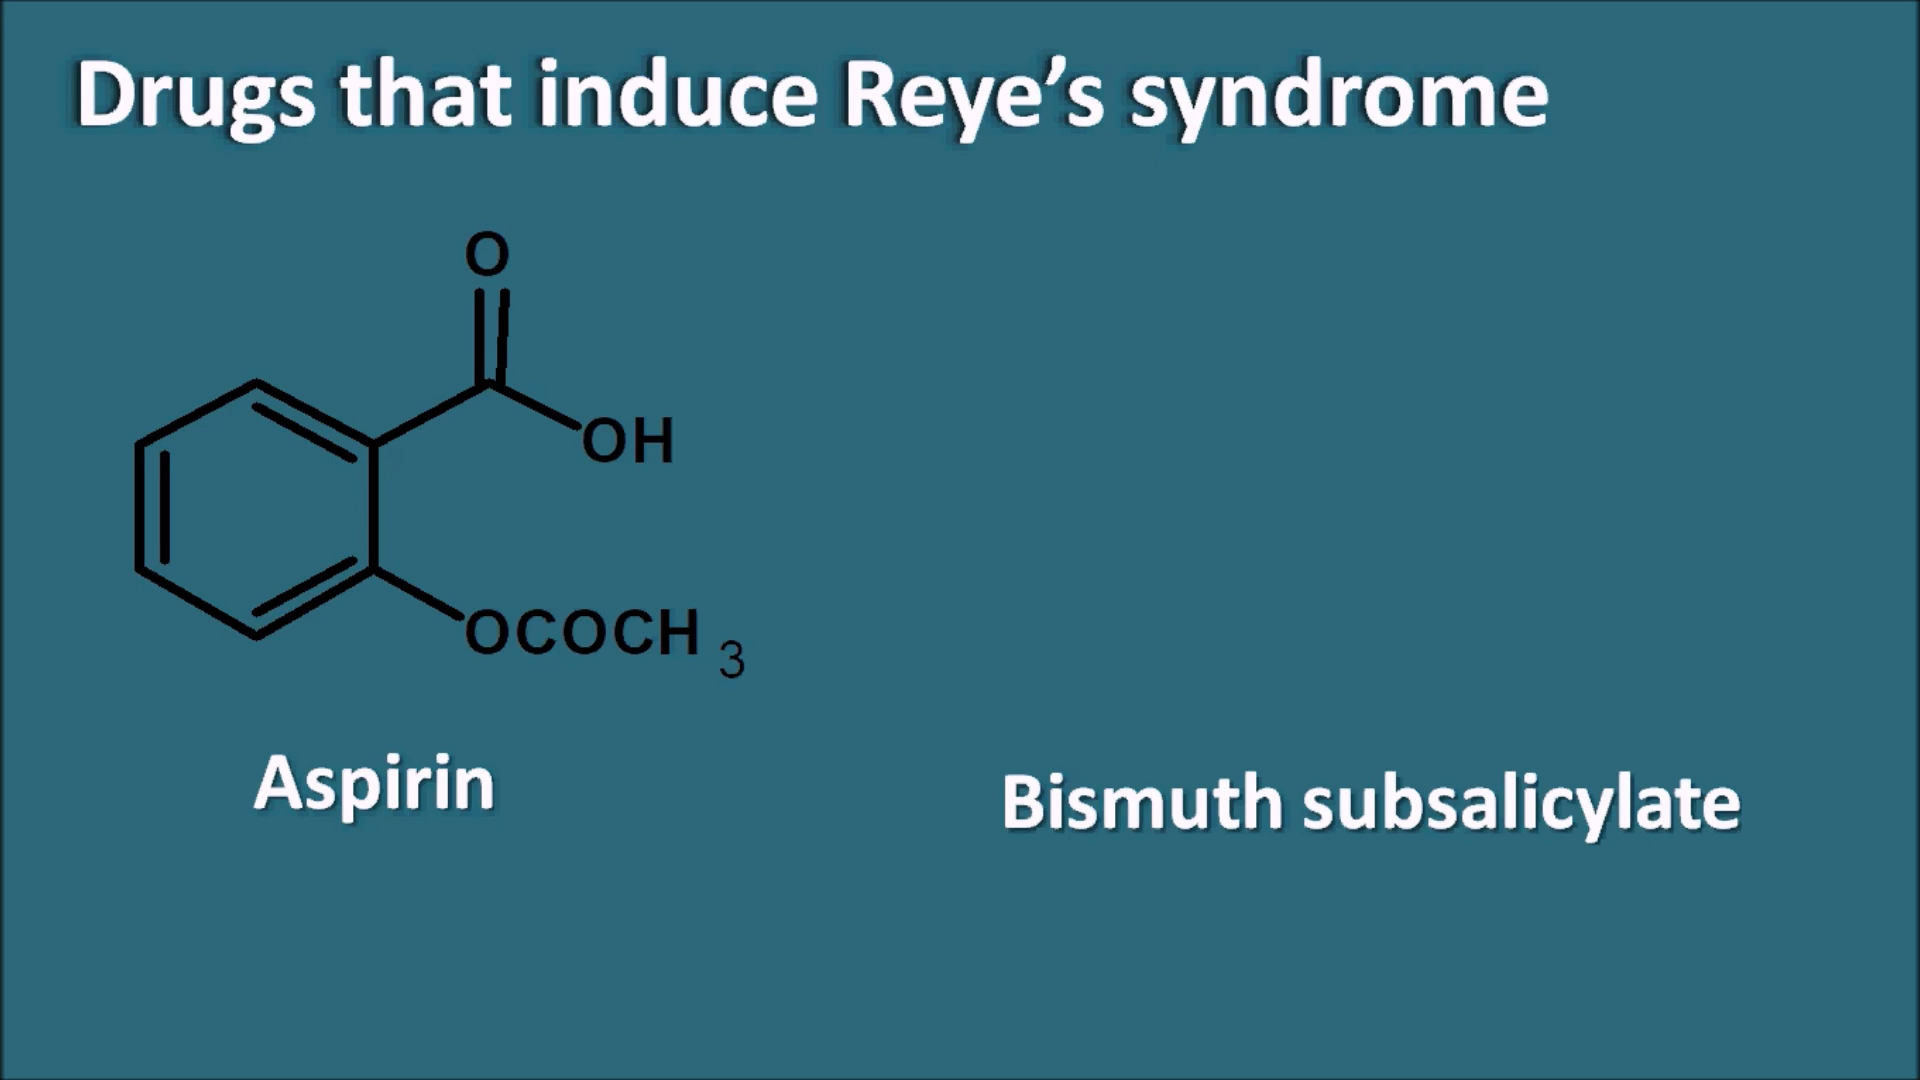 Drugs that induce Reye’s syndrome
O
OH
OCOCH 3
Aspirin
Bismuth subsalicylate